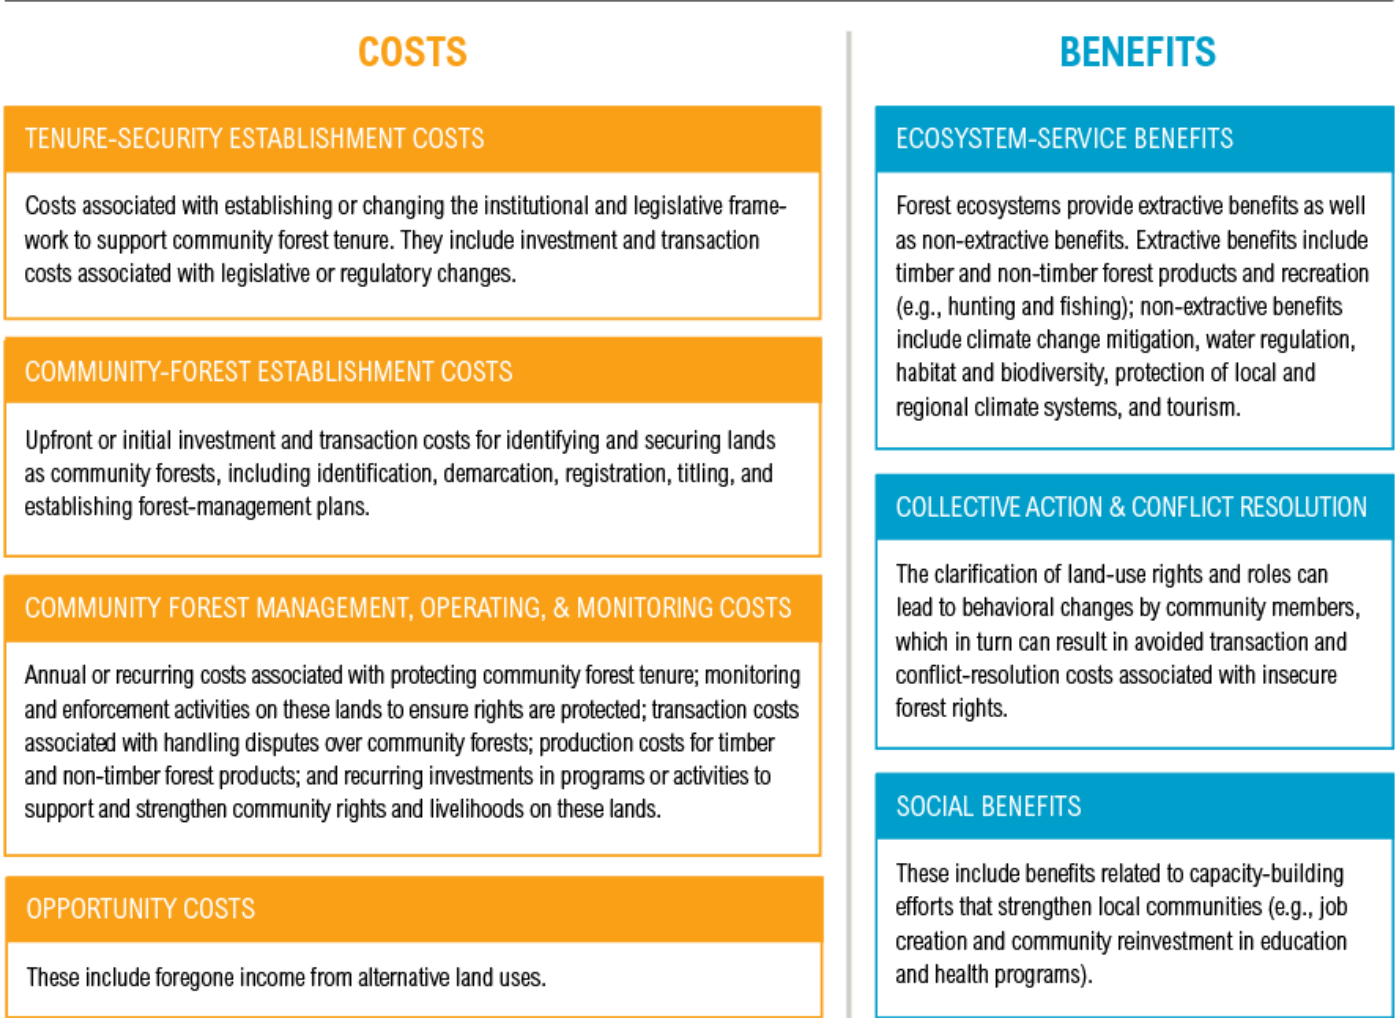 COSTS
TENURE-SECURITY ESTABLISHMENT COSTS
Costs associated with establishing or changing the institutional and legislative frame-
work to support community forest tenure. They include investment and transaction
costs associated with legislative or regulatory changes.
COMMUNITY-FOREST ESTABLISHMENT COSTS
Upfront or initial investment and transaction costs for identifying and securing lands
as community forests, including identification, demarcation, registration, titling, and
establishing forest-management plans.
COMMUNITY FOREST MANAGEMENT, OPERATING, & MONITORING COSTS
Annual or recurring costs associated with protecting community forest tenure; monitoring
and enforcement activities on these lands to ensure rights are protected; transaction costs
associated with handling disputes over community forests; production costs for timber
and non-timber forest products; and recurring investments in programs or activities to
support and strengthen community rights and livelihoods on these lands.
OPPORTUNITY COSTS
These include foregone income from alternative land uses.
BENEFITS
ECOSYSTEM-SERVICE BENEFITS
Forest ecosystems provide extractive benefits as well
as non-extractive benefits. Extractive benefits include
timber and non-timber forest products and recreation
(e.g., hunting and fishing); non-extractive benefits
include climate change mitigation, water regulation,
habitat and biodiversity, protection of local and
regional climate systems, and tourism.
COLLECTIVE ACTION & CONFLICT RESOLUTION
The clarification of land-use rights and roles can
lead to behavioral changes by community members,
which in turn can result in avoided transaction and
conflict-resolution costs associated with insecure
forest rights.
SOCIAL BENEFITS
These include benefits related to capacity-building
efforts that strengthen local communities (e.g., job
creation and community reinvestment in education
and health programs).